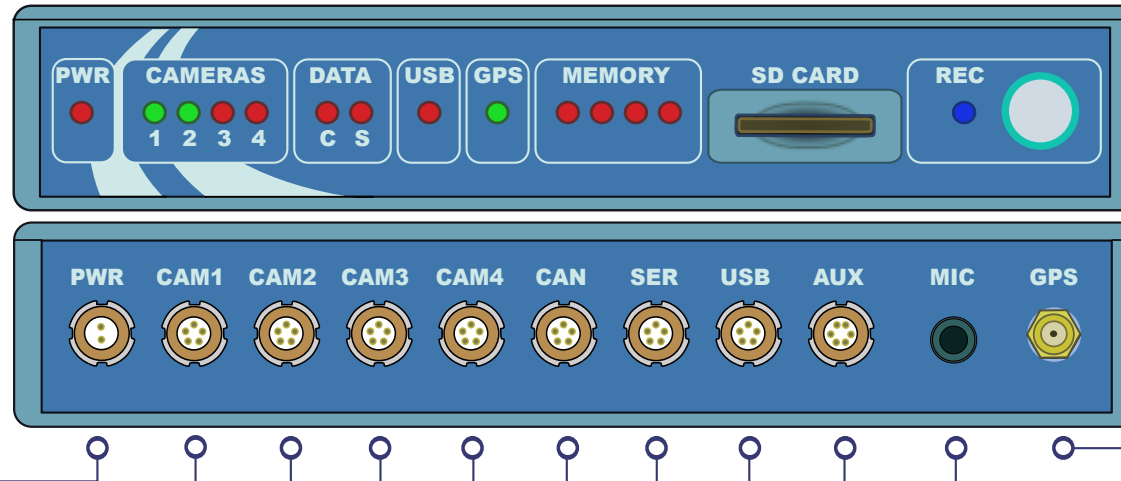 PWR CAMERAS DATA USB GPS MEMORY SD CARD REC
1 2 3 4 C S
PWR CAM1 CAM2 CAM3 CAM4 CAN SER USB AUX MIC GPS